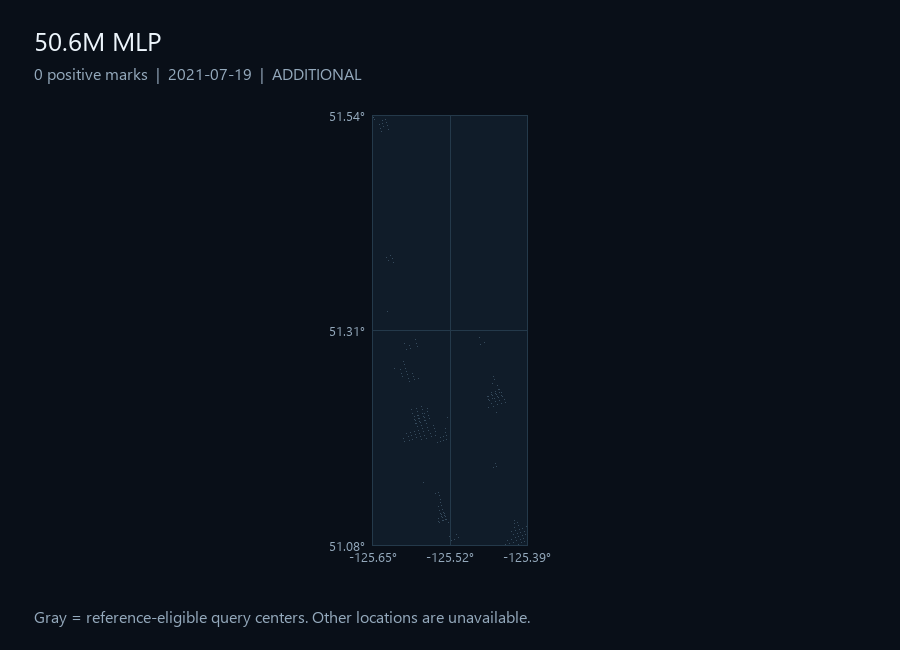 50.6M MLP
0 positive marks | 2021-07-19 | ADDITIONAL
51.54°
51.31°
51.08°
-125.65° -125.52° -125.39°
Gray = reference-eligible query centers. Other locations are unavailable.